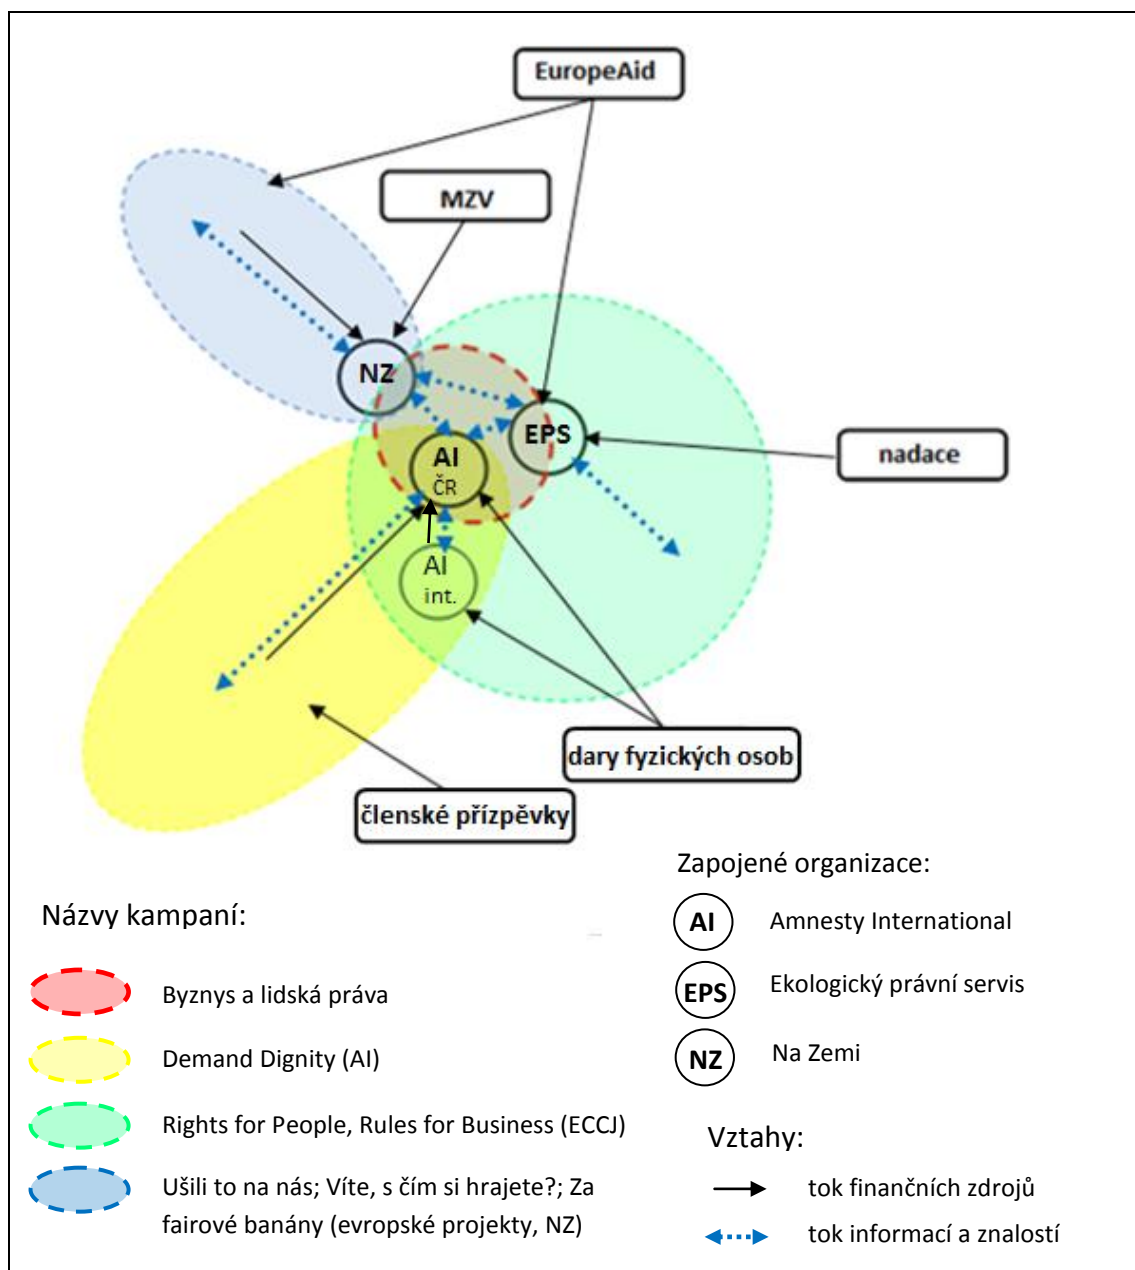 EuropeAid
MZV
NZ
EPS
nadace
AI
ČR
AI
int.
dary fyzických osob
členské přízpěvky
Názvy kampaní:
Byznys a lidská práva
Demand Dignity (AI)
Rights for People, Rules for Business (ECCJ)
Ušili to na nás; Víte, s čím si hrajete?; Za
fairové banány (evropské projekty, NZ)
Zapojené organizace:
AI Amnesty International
EPS Ekologický právní servis
NZ Na Zemi
Vztahy:
tok finančních zdrojů
tok informací a znalostí